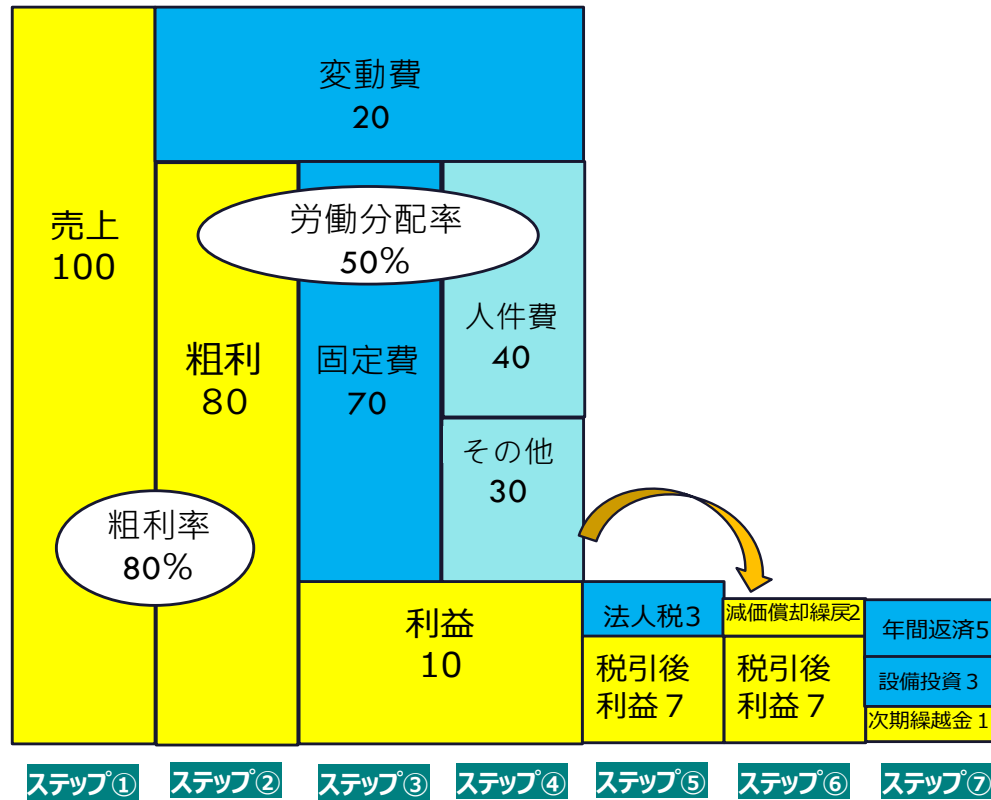 変動費
20
売上
100
労働分配率
50%
粗利
80
固定費
70
人件費
40
その他
30
粗利率
80%
利益
10
法人税3
税引後
利益７
減価償却繰戻2
税引後
利益７
年間返済5
設備投資３
次期繰越金１
ステップ①
ステップ②
ステップ③
ステップ④
ステップ⑤
ステップ⑥
ステップ⑦